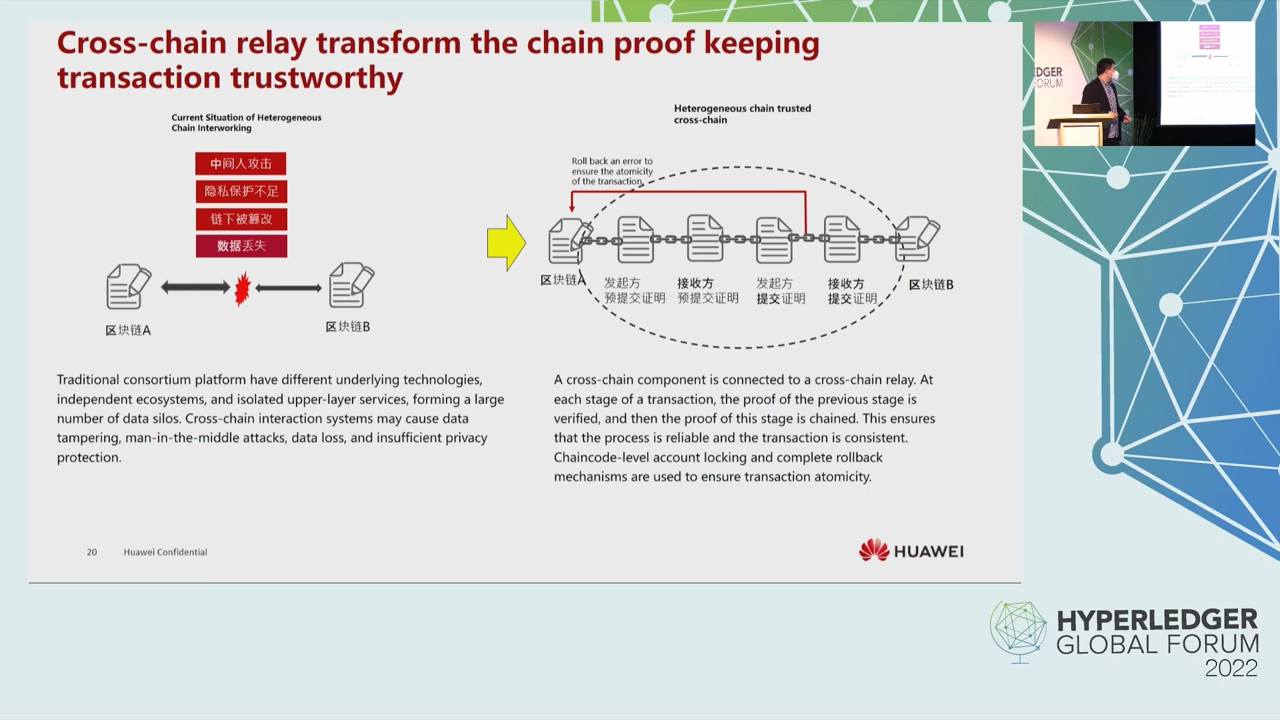 Cross-chain relay transform the chain proof keeping
transaction trustworthy
Current Situation of Heterogeneous
Chain Interworking
中间人攻击
隐私保护不足
链下被篡改
数据丢失
区块链A
区块链B
Heterogeneous chain trusted
cross-chain
Roll back an error to
ensure the atomicity
of the transaction.
区块链A
发起方
预提交证明
接收方
预提交证明
发起方
提交证明
接收方
提交证明
区块链B
Traditional consortium platform have different underlying technologies,
independent ecosystems, and isolated upper-layer services, forming a large
number of data silos. Cross-chain interaction systems may cause data
tampering, man-in-the-middle attacks, data loss, and insufficient privacy
protection.
A cross-chain component is connected to a cross-chain relay. At
each stage of a transaction, the proof of the previous stage is
verified, and then the proof of this stage is chained. This ensures
that the process is reliable and the transaction is consistent.
Chaincode-level account locking and complete rollback
mechanisms are used to ensure transaction atomicity.
20 Huawei Confidential
HUAWEI
DGER
FORUM
HYPERLEDGER
GLOBAL FORUM
2022